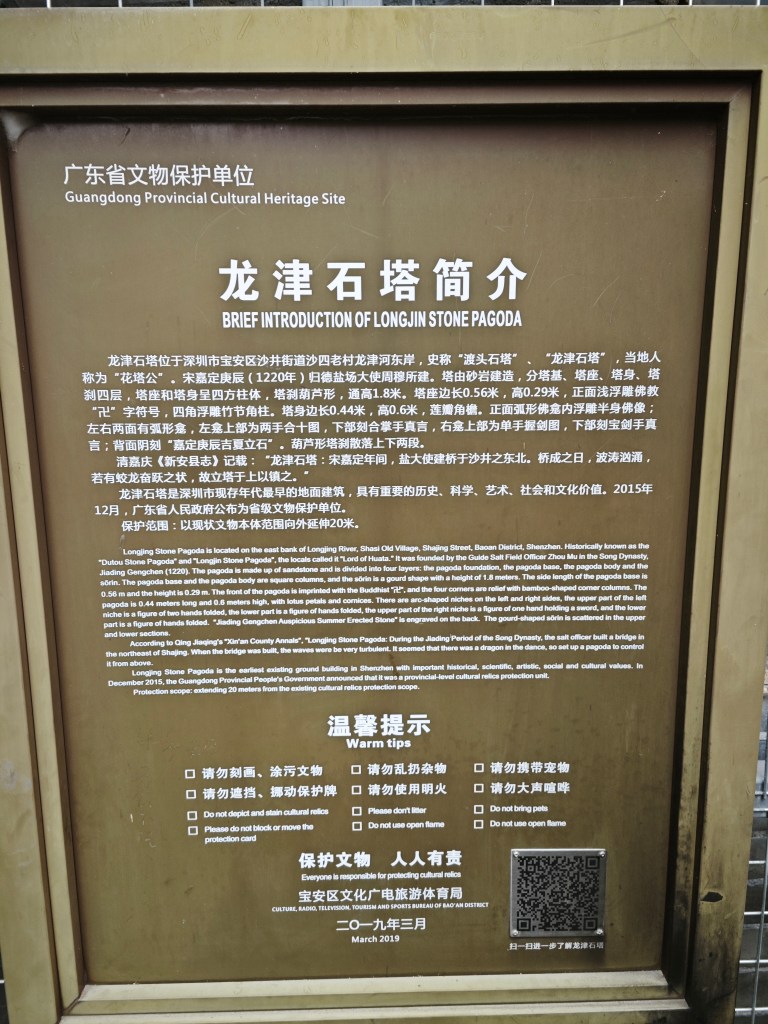 广东省文物保护单位
Guangdong Provincial Cultural Heritage Site
龙津石塔简介
BRIEF INTRODUCTION OF LONGJIN STONE PAGODA
龙津石塔位于深圳市宝安区沙井街道沙四老村龙津河东岸，史称“渡头石塔”、“龙津石塔”，当地人
称为“花塔公”。宋嘉定庚辰（1220年）归德盐场大使周穆所建。塔由砂岩建造，分塔基、塔座、塔身、塔
刹四层，塔座和塔身呈四方柱体，塔刹葫芦形，通高1.8米。塔座边长0.56米，高0.29米，正面浅浮雕佛教
“卍”字符号，四角浮雕竹节角柱。塔身边长0.44米，高0.6米，莲瓣角檐。正面弧形佛龛内浮雕半身佛像；
左右两面有弧形龛，左龛上部为两手合十图，下部刻合掌手真言，右龛上部为单手握剑图，下部刻宝剑手真
言；背面阴刻“嘉定庚辰吉夏立石”。葫芦形塔刹散落上下两段。
清嘉庆《新安县志》记载：“龙津石塔：宋嘉定年间，盐大使建桥于沙井之东北。桥成之日，波涛汹涌，
若有蛟龙奋跃之状，故立塔于上以镇之。”
龙津石塔是深圳市现存年代最早的地面建筑，具有重要的历史、科学、艺术、社会和文化价值。2015年
12月，广东省人民政府公布为省级文物保护单位。
保护范围：以现状文物本体范围向外延伸20米。
Longjing Stone Pagoda is located on the east bank of Longjing River, Shasi Old Village, Shajing Street, Baoan District, Shenzhen. Historically known as the
"Dutou Stone Pagoda" and "Longjin Stone Pagoda", the locals called it "Lord of Huata." It was founded by the Guide Salt Field Officer Zhou Mu in the Song Dynasty,
Jiading Gengchen (1220). The pagoda is made up of sandstone and is divided into four layers: the pagoda foundation, the pagoda base, the pagoda body and the
sōrin. The pagoda base and the pagoda body are square columns, and the sōrin is a gourd shape with a height of 1.8 meters. The side length of the pagoda base is
0.56 m and the height is 0.29 m. The front of the pagoda is imprinted with the Buddhist "卍", and the four corners are relief with bamboo-shaped corner columns. The
pagoda is 0.44 meters long and 0.6 meters high, with lotus petals and cornices. There are arc-shaped niches on the left and right sides, the upper part of the left
niche is a figure of two hands folded, the lower part is a figure of hands folded, the upper part of the right niche is a figure of one hand holding a sword, and the lower
part is a figure of hands folded. "Jiading Gengchen Auspicious Summer Erected Stone" is engraved on the back. The gourd-shaped sōrin is scattered in the upper
and lower sections.
According to Qing Jiaqing's "Xin'an County Annals", "Longjing Stone Pagoda: During the Jiading Period of the Song Dynasty, the salt officer built a bridge in
the northeast of Shajing. When the bridge was built, the waves were very turbulent. It seemed that there was a dragon in the dance, so set up a pagoda to control
it from above.
Longjing Stone Pagoda is the earliest existing ground building in Shenzhen with important historical, scientific, artistic, social and cultural values. In
December 2015, the Guangdong Provincial People's Government announced that it was a provincial-level cultural relics protection unit.
Protection scope: extending 20 meters from the existing cultural relics protection scope.
温馨提示
Warm tips
□ 请勿刻画、涂污文物 □ 请勿乱扔杂物 □ 请勿携带宠物
□ 请勿遮挡、挪动保护牌 □ 请勿使用明火 □ 请勿大声喧哗
□ Do not depict and stain cultural relics □ Please don't litter □ Do not bring pets
□ Please do not block or move the □ Do not use open flame □ Do not use open flame
protection card
保护文物 人人有责
Everyone is responsible for protecting cultural relics
宝安区文化广电旅游体育局
CULTURE, RADIO, TELEVISION, TOURISM AND SPORTS BUREAU OF BAO'AN DISTRICT
二〇一九年三月
March 2019
扫一扫进一步了解龙津石塔